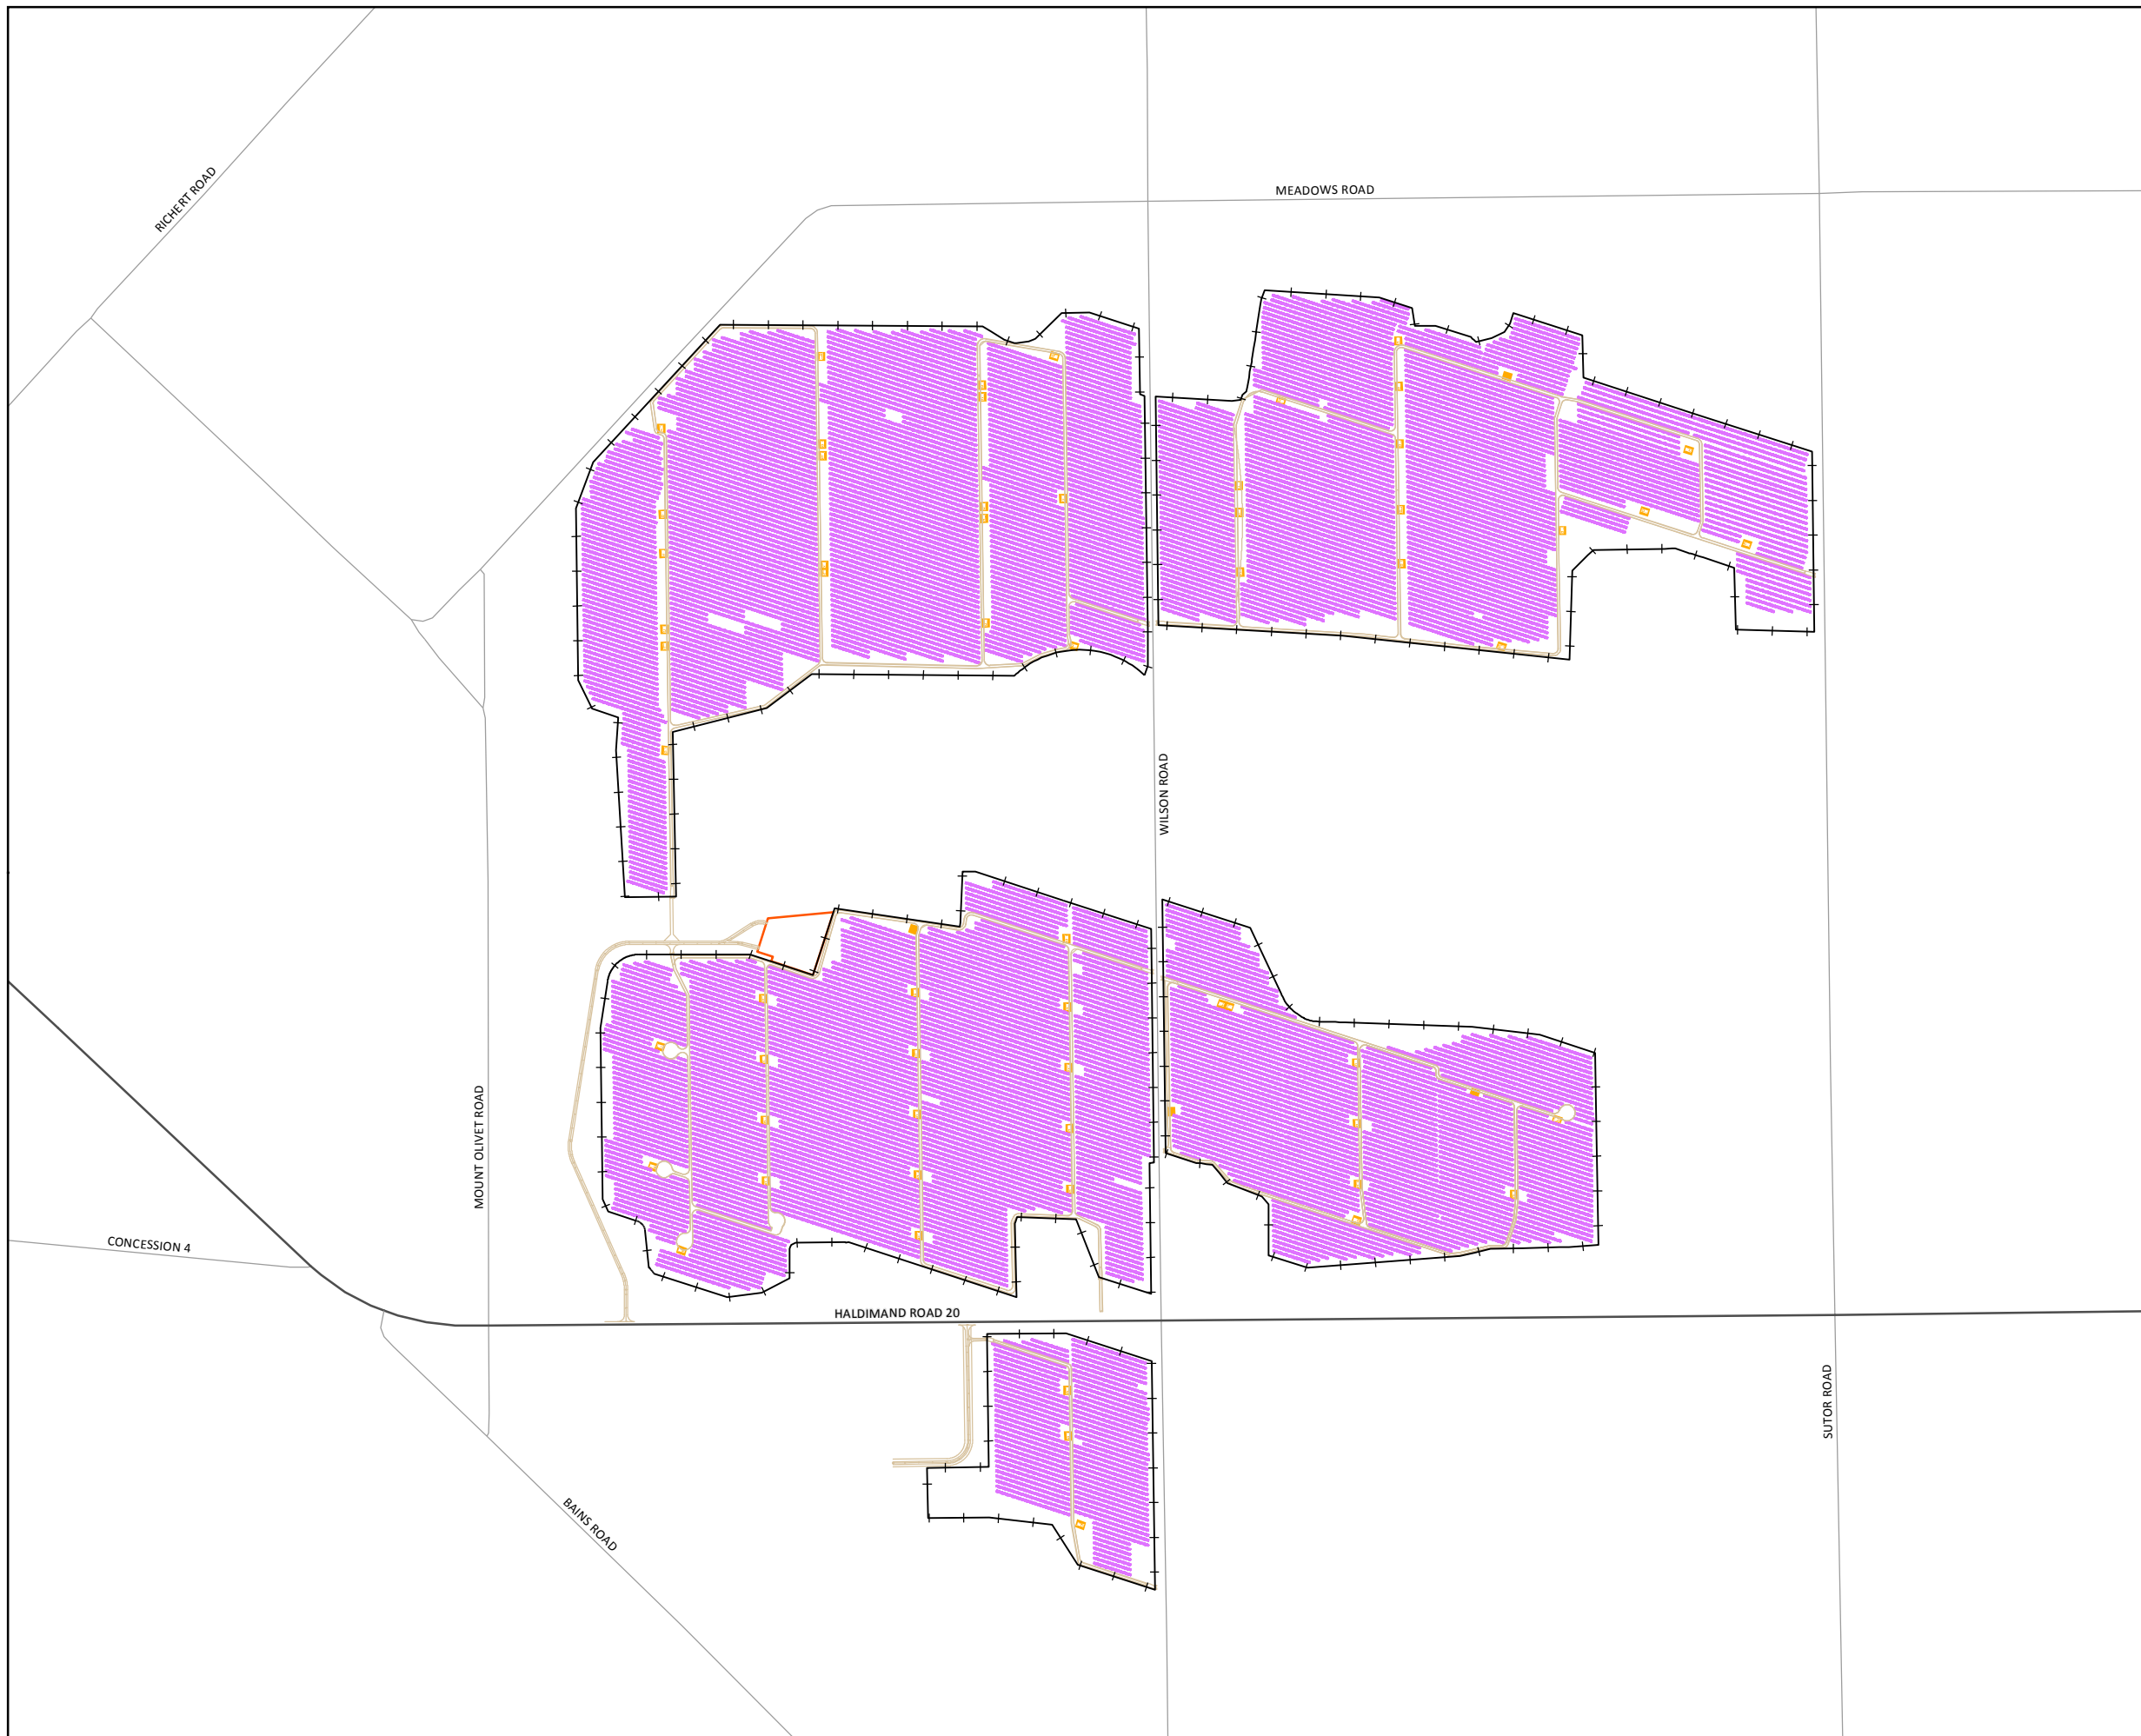 RICHERT ROAD
MEADOWS ROAD
WILSON ROAD
MOUNT OLIVET ROAD
CONCESSION 4
HALDIMAND ROAD 20
SUTOR ROAD
BAINS ROAD